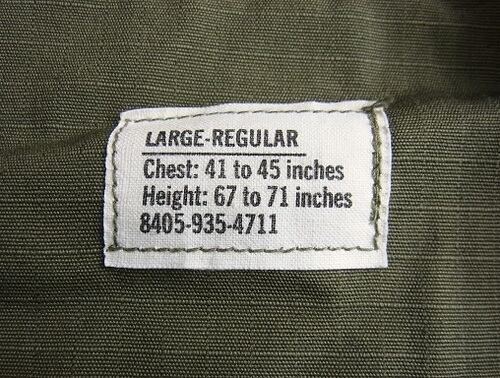 LARGE-REGULAR
Chest: 41 to 45 inches
Height: 67 to 71 inches
8405-935-4711